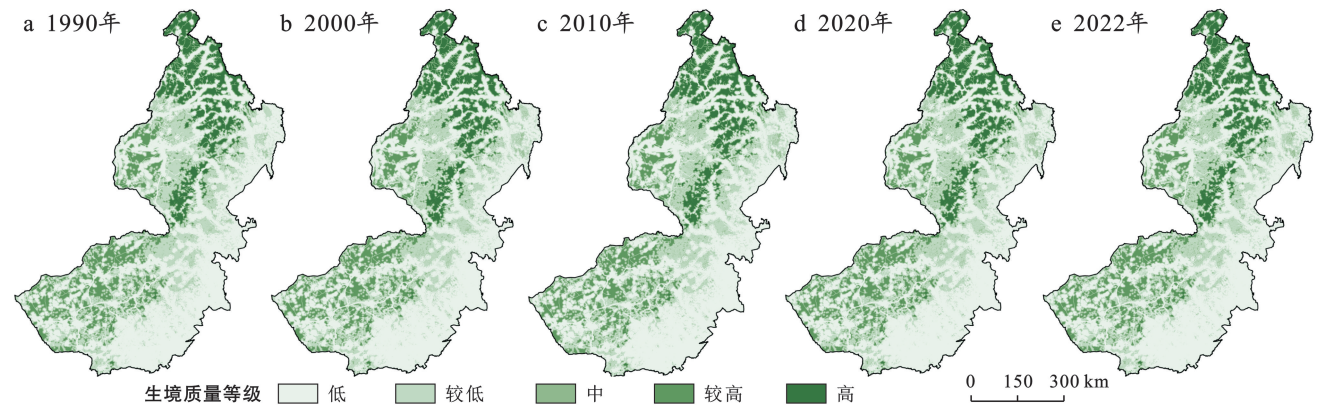 a 1990年
b 2000年
c 2010年
d 2020年
e 2022年
生境质量等级 低 较低 中 较高 高
0 150 300 km